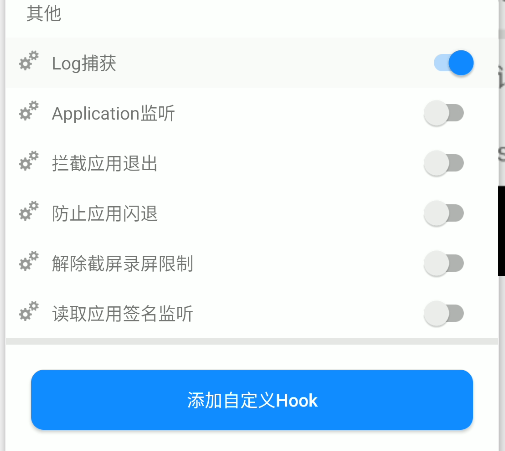 其他
Log捕获
Application监听
拦截应用退出
防止应用闪退
解除截屏录屏限制
读取应用签名监听
添加自定义Hook